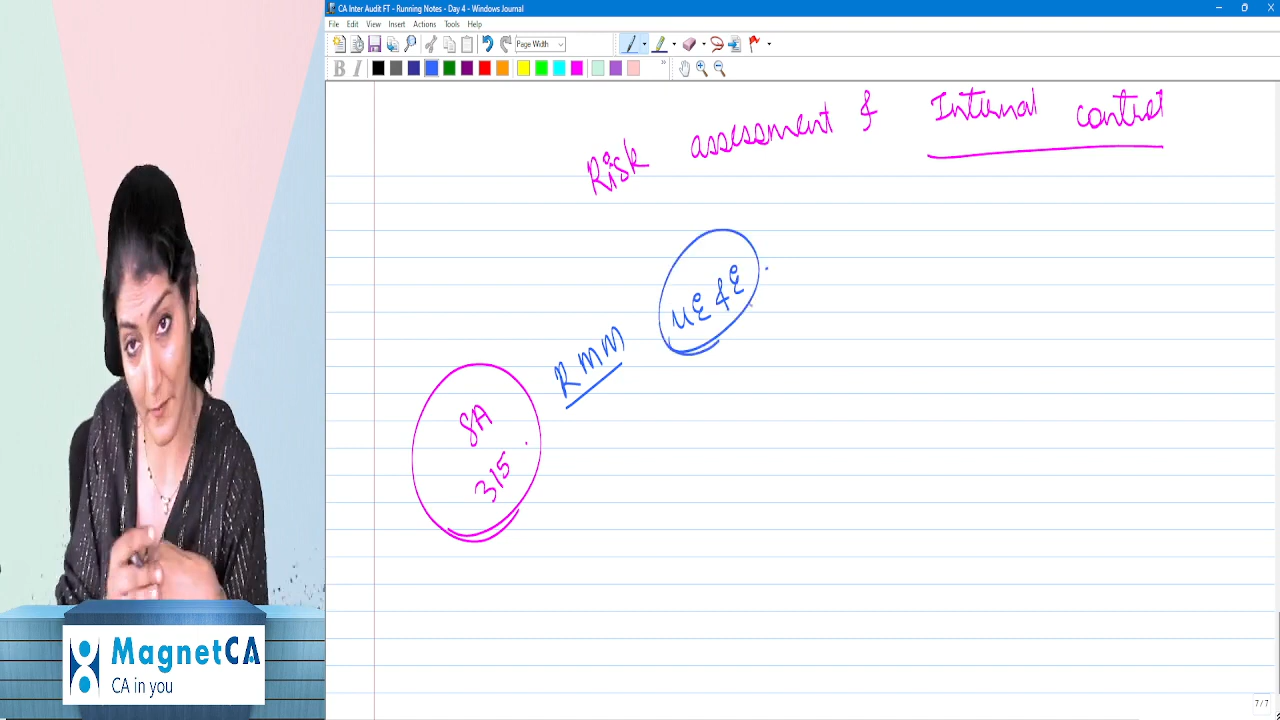 CA Inter Audit FT - Running Notes - Day 4 - Windows Journal
File Edit View Insert Actions Tools Help
Page Width
B I
Risk assessment & Internal control
UE & E
RMM
SA
315
MagnetCA
CA in you
7/7